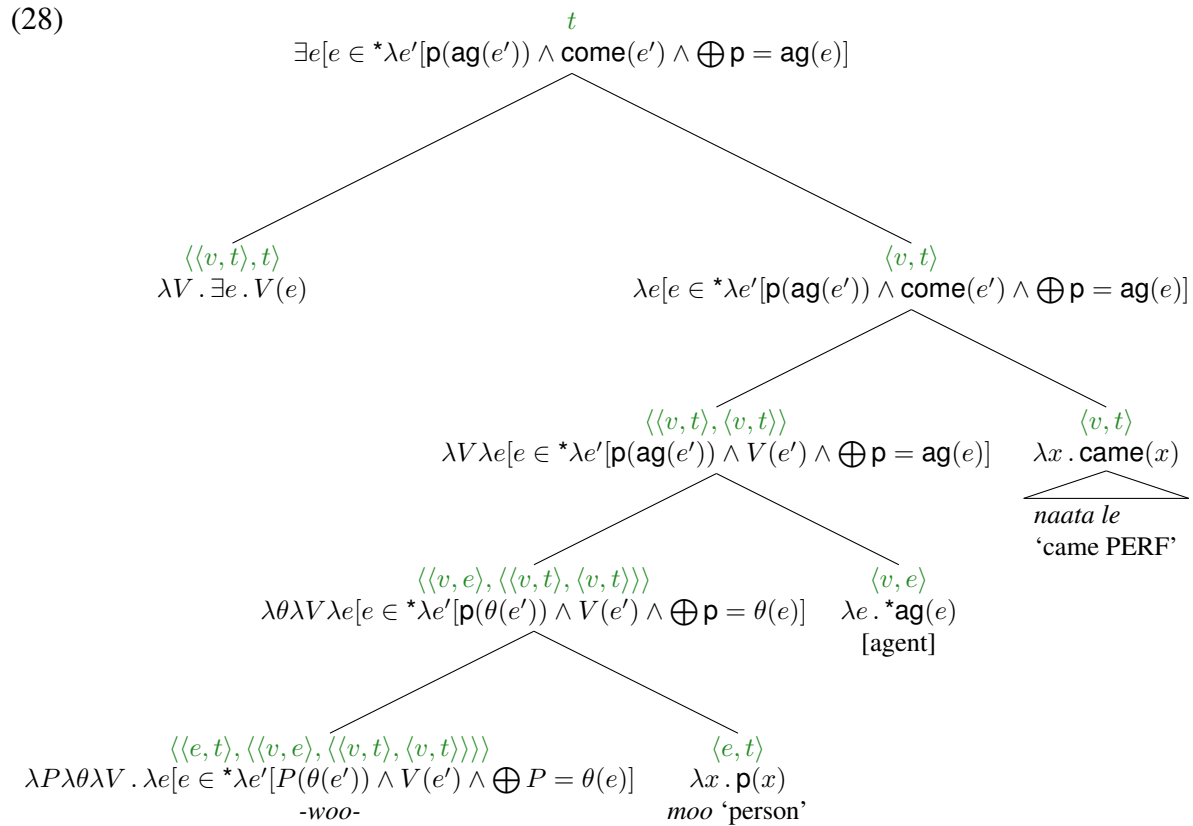 (28)
t
∃e[e ∈ *λe′[p(ag(e′)) ∧ come(e′) ∧ ⨁ p = ag(e)]
⟨⟨v, t⟩, t⟩
λV . ∃e . V(e)
⟨v, t⟩
λe[e ∈ *λe′[p(ag(e′)) ∧ come(e′) ∧ ⨁ p = ag(e)]
⟨⟨v, t⟩, ⟨v, t⟩⟩
λV λe[e ∈ *λe′[p(ag(e′)) ∧ V(e′) ∧ ⨁ p = ag(e)]
⟨v, t⟩
λx . came(x)
naata le
‘came PERF’
⟨⟨v, e⟩, ⟨⟨v, t⟩, ⟨v, t⟩⟩⟩
λθλV λe[e ∈ *λe′[p(θ(e′)) ∧ V(e′) ∧ ⨁ p = θ(e)]
⟨v, e⟩
λe . *ag(e)
[agent]
⟨⟨e, t⟩, ⟨⟨v, e⟩, ⟨⟨v, t⟩, ⟨v, t⟩⟩⟩⟩
λPλθλV . λe[e ∈ *λe′[P(θ(e′)) ∧ V(e′) ∧ ⨁ P = θ(e)]
-woo-
⟨e, t⟩
λx . p(x)
moo ‘person’